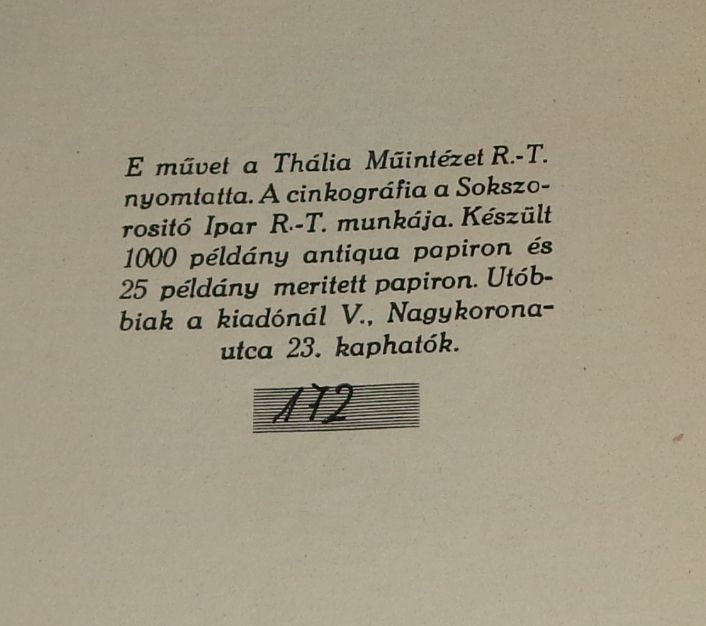 E művet a Thália Műintézet R.-T.
nyomtatta. A cinkográfia a Sokszo-
rositó Ipar R.-T. munkája. Készült
1000 példány antiqua papiron és
25 példány meritett papiron. Utób-
biak a kiadónál V., Nagykorona-
utca 23. kaphatók.
172